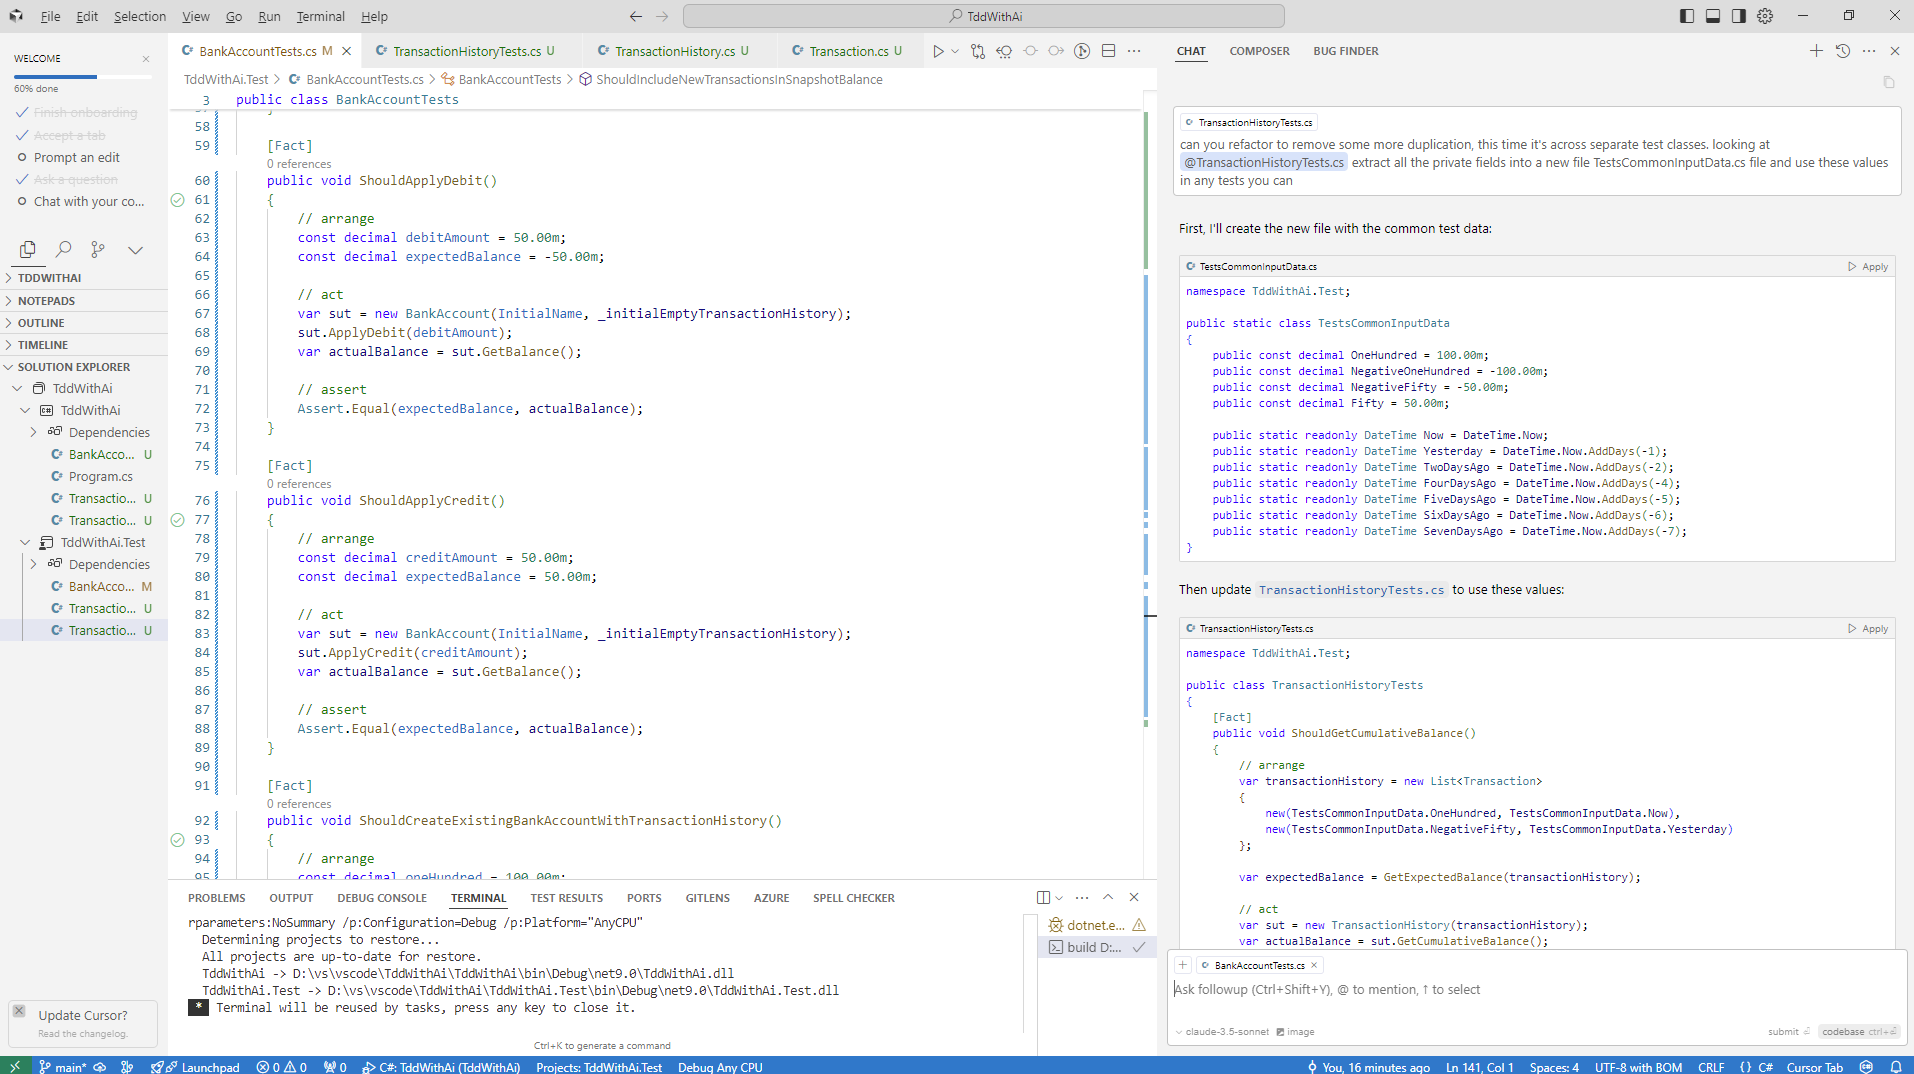 File Edit Selection View Go Run Terminal Help
TddWithAi
WELCOME
60% done
Finish onboarding
Accept a tab
Prompt an edit
Ask a question
Chat with your co...
TDDWITHAI
NOTEPADS
OUTLINE
TIMELINE
SOLUTION EXPLORER
TddWithAi
TddWithAi
Dependencies
BankAcco... U
Program.cs
Transactio... U
Transactio... U
TddWithAi.Test
Dependencies
BankAcco... M
Transactio... U
Transactio... U
Update Cursor?
Read the changelog.
BankAccountTests.cs M TransactionHistoryTests.cs U TransactionHistory.cs U Transaction.cs U
TddWithAi.Test > BankAccountTests.cs > BankAccountTests > ShouldIncludeNewTransactionsInSnapshotBalance
3 public class BankAccountTests
57 }
58
59 [Fact]
0 references
60 public void ShouldApplyDebit()
61 {
62 // arrange
63 const decimal debitAmount = 50.00m;
64 const decimal expectedBalance = -50.00m;
65
66 // act
67 var sut = new BankAccount(InitialName, _initialEmptyTransactionHistory);
68 sut.ApplyDebit(debitAmount);
69 var actualBalance = sut.GetBalance();
70
71 // assert
72 Assert.Equal(expectedBalance, actualBalance);
73 }
74
75 [Fact]
0 references
76 public void ShouldApplyCredit()
77 {
78 // arrange
79 const decimal creditAmount = 50.00m;
80 const decimal expectedBalance = 50.00m;
81
82 // act
83 var sut = new BankAccount(InitialName, _initialEmptyTransactionHistory);
84 sut.ApplyCredit(creditAmount);
85 var actualBalance = sut.GetBalance();
86
87 // assert
88 Assert.Equal(expectedBalance, actualBalance);
89 }
90
91 [Fact]
0 references
92 public void ShouldCreateExistingBankAccountWithTransactionHistory()
93 {
94 // arrange
95 const decimal oneHundred = 100.00m;
PROBLEMS OUTPUT DEBUG CONSOLE TERMINAL TEST RESULTS PORTS GITLENS AZURE SPELL CHECKER
rparameters:NoSummary /p:Configuration=Debug /p:Platform="AnyCPU"
Determining projects to restore...
All projects are up-to-date for restore.
TddWithAi -> D:\vs\vscode\TddWithAi\TddWithAi\bin\Debug\net9.0\TddWithAi.dll
TddWithAi.Test -> D:\vs\vscode\TddWithAi\TddWithAi.Test\bin\Debug\net9.0\TddWithAi.Test.dll
* Terminal will be reused by tasks, press any key to close it.
Ctrl+K to generate a command
dotnet.e...
build D:...
CHAT COMPOSER BUG FINDER
TransactionHistoryTests.cs
can you refactor to remove some more duplication, this time it's across separate test classes. looking at
@TransactionHistoryTests.cs extract all the private fields into a new file TestsCommonInputData.cs file and use these values
in any tests you can
First, I'll create the new file with the common test data:
TestsCommonInputData.cs Apply
namespace TddWithAi.Test;
public static class TestsCommonInputData
{
public const decimal OneHundred = 100.00m;
public const decimal NegativeOneHundred = -100.00m;
public const decimal NegativeFifty = -50.00m;
public const decimal Fifty = 50.00m;
public static readonly DateTime Now = DateTime.Now;
public static readonly DateTime Yesterday = DateTime.Now.AddDays(-1);
public static readonly DateTime TwoDaysAgo = DateTime.Now.AddDays(-2);
public static readonly DateTime FourDaysAgo = DateTime.Now.AddDays(-4);
public static readonly DateTime FiveDaysAgo = DateTime.Now.AddDays(-5);
public static readonly DateTime SixDaysAgo = DateTime.Now.AddDays(-6);
public static readonly DateTime SevenDaysAgo = DateTime.Now.AddDays(-7);
}
Then update TransactionHistoryTests.cs to use these values:
TransactionHistoryTests.cs Apply
namespace TddWithAi.Test;
public class TransactionHistoryTests
{
[Fact]
public void ShouldGetCumulativeBalance()
{
// arrange
var transactionHistory = new List<Transaction>
{
new(TestsCommonInputData.OneHundred, TestsCommonInputData.Now),
new(TestsCommonInputData.NegativeFifty, TestsCommonInputData.Yesterday)
};
var expectedBalance = GetExpectedBalance(transactionHistory);
// act
var sut = new TransactionHistory(transactionHistory);
var actualBalance = sut.GetCumulativeBalance();
BankAccountTests.cs
Ask followup (Ctrl+Shift+Y), @ to mention, ↑ to select
claude-3.5-sonnet image submit codebase ctrl+⏎
main* Launchpad 0 0 0 C#: TddWithAi (TddWithAi) Projects: TddWithAi.Test Debug Any CPU You, 16 minutes ago Ln 141, Col 1 Spaces: 4 UTF-8 with BOM CRLF {} C# Cursor Tab